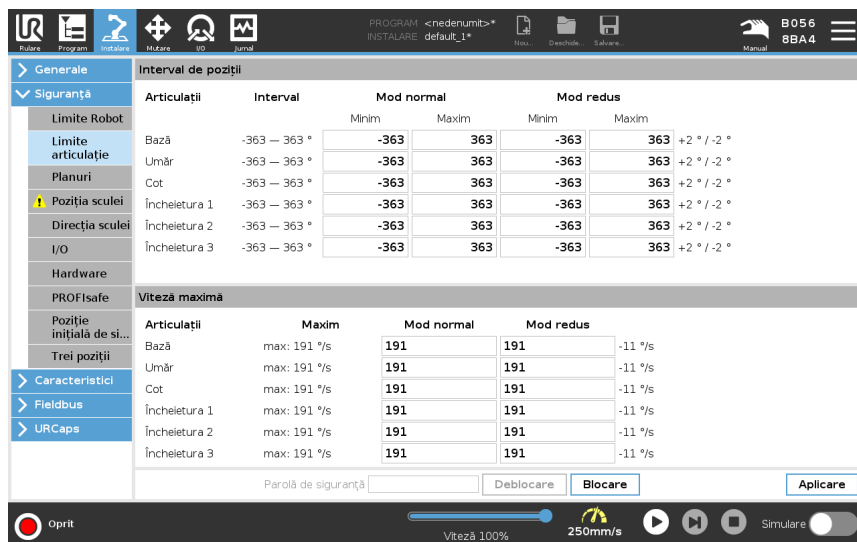 UR
Rulare
Program
Instalare
Mutare
I/O
Jurnal
PROGRAM <nedenumit>*
INSTALARE default_1*
Nou...
Deschide...
Salvare...
Manual
B056
8BA4
Generale
Siguranță
Limite Robot
Limite
articulație
Planuri
Poziția sculei
Direcția sculei
I/O
Hardware
PROFIsafe
Poziție
inițială de si...
Trei poziții
Caracteristici
Fieldbus
URCaps
Interval de poziții
Articulații Interval Mod normal Mod redus
Minim Maxim Minim Maxim
Bază -363 — 363 ° -363 363 -363 363 +2 ° / -2 °
Umăr -363 — 363 ° -363 363 -363 363 +2 ° / -2 °
Cot -363 — 363 ° -363 363 -363 363 +2 ° / -2 °
Încheietura 1 -363 — 363 ° -363 363 -363 363 +2 ° / -2 °
Încheietura 2 -363 — 363 ° -363 363 -363 363 +2 ° / -2 °
Încheietura 3 -363 — 363 ° -363 363 -363 363 +2 ° / -2 °
Viteză maximă
Articulații Maxim Mod normal Mod redus
Bază max: 191 °/s 191 191 -11 °/s
Umăr max: 191 °/s 191 191 -11 °/s
Cot max: 191 °/s 191 191 -11 °/s
Încheietura 1 max: 191 °/s 191 191 -11 °/s
Încheietura 2 max: 191 °/s 191 191 -11 °/s
Încheietura 3 max: 191 °/s 191 191 -11 °/s
Parolă de siguranță Deblocare Blocare Aplicare
Oprit
Viteză 100%
250mm/s
Simulare